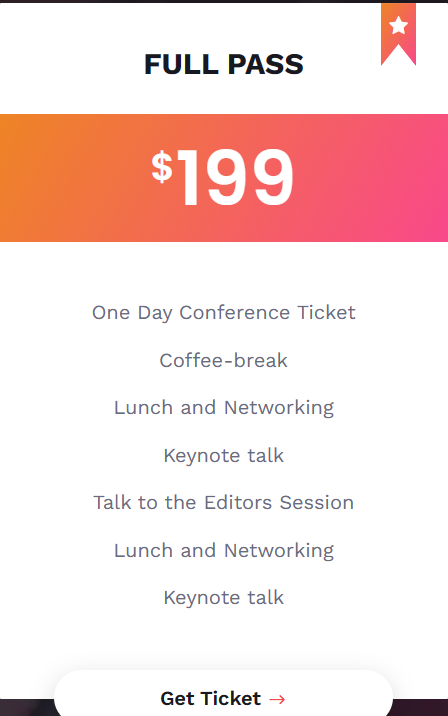 FULL PASS
$199
One Day Conference Ticket
Coffee-break
Lunch and Networking
Keynote talk
Talk to the Editors Session
Lunch and Networking
Keynote talk
Get Ticket →